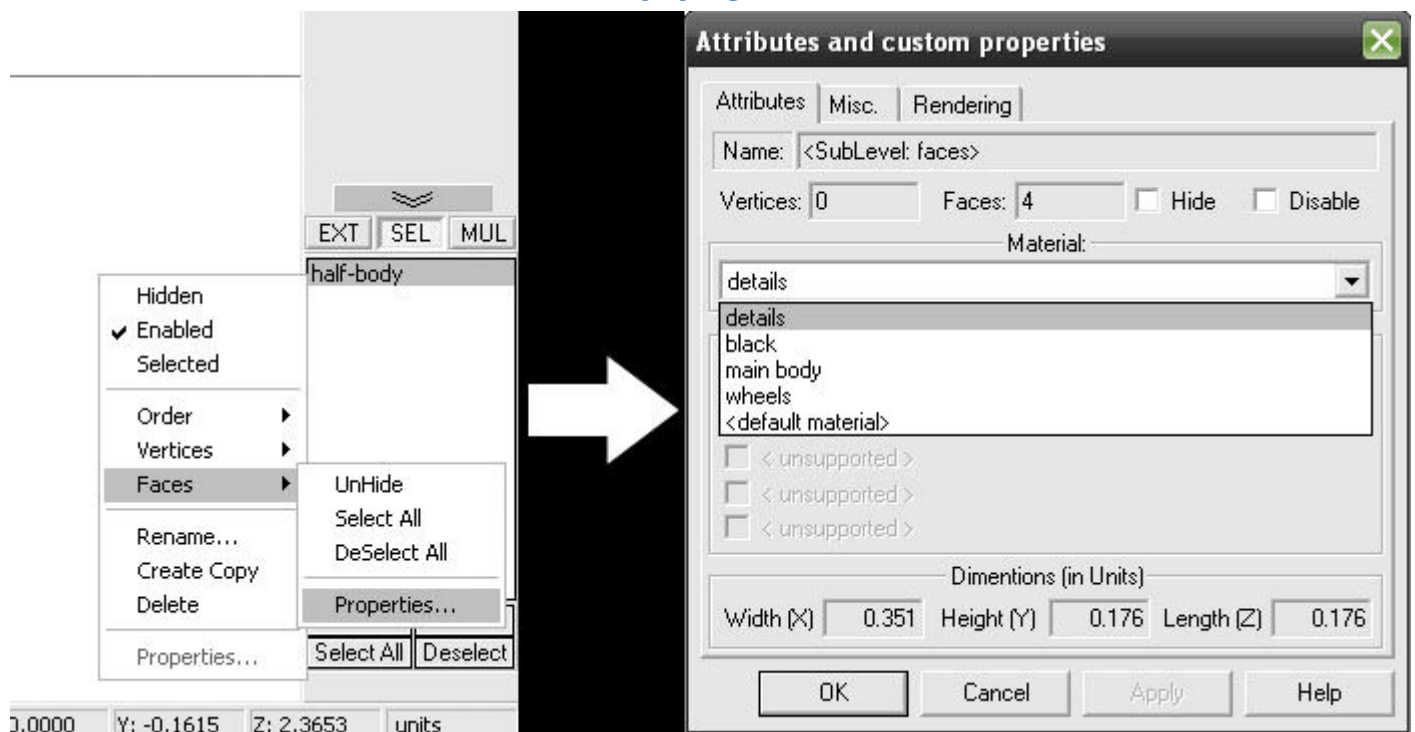 EXT SEL MUL
half-body
Hidden
Enabled
Selected
Order
Vertices
Faces
Rename...
Create Copy
Delete
Properties...
UnHide
Select All
DeSelect All
Properties...
Select All Deselect
Y: -0.1615 Z: 2.3653 units
Attributes and custom properties
Attributes Misc. Rendering
Name: <SubLevel: faces>
Vertices: 0 Faces: 4 Hide Disable
Material:
details
details
black
main body
wheels
<default material>
< unsupported >
< unsupported >
< unsupported >
Dimentions (in Units)
Width (X) 0.351 Height (Y) 0.176 Length (Z) 0.176
OK Cancel Apply Help